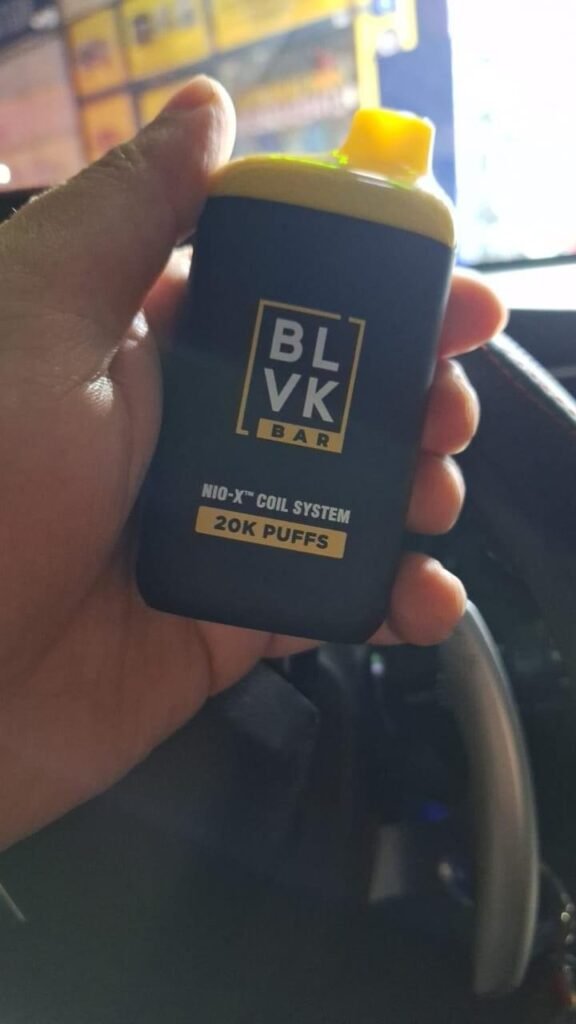 BL
VK
BAR
NIO-X™ COIL SYSTEM
20K PUFFS